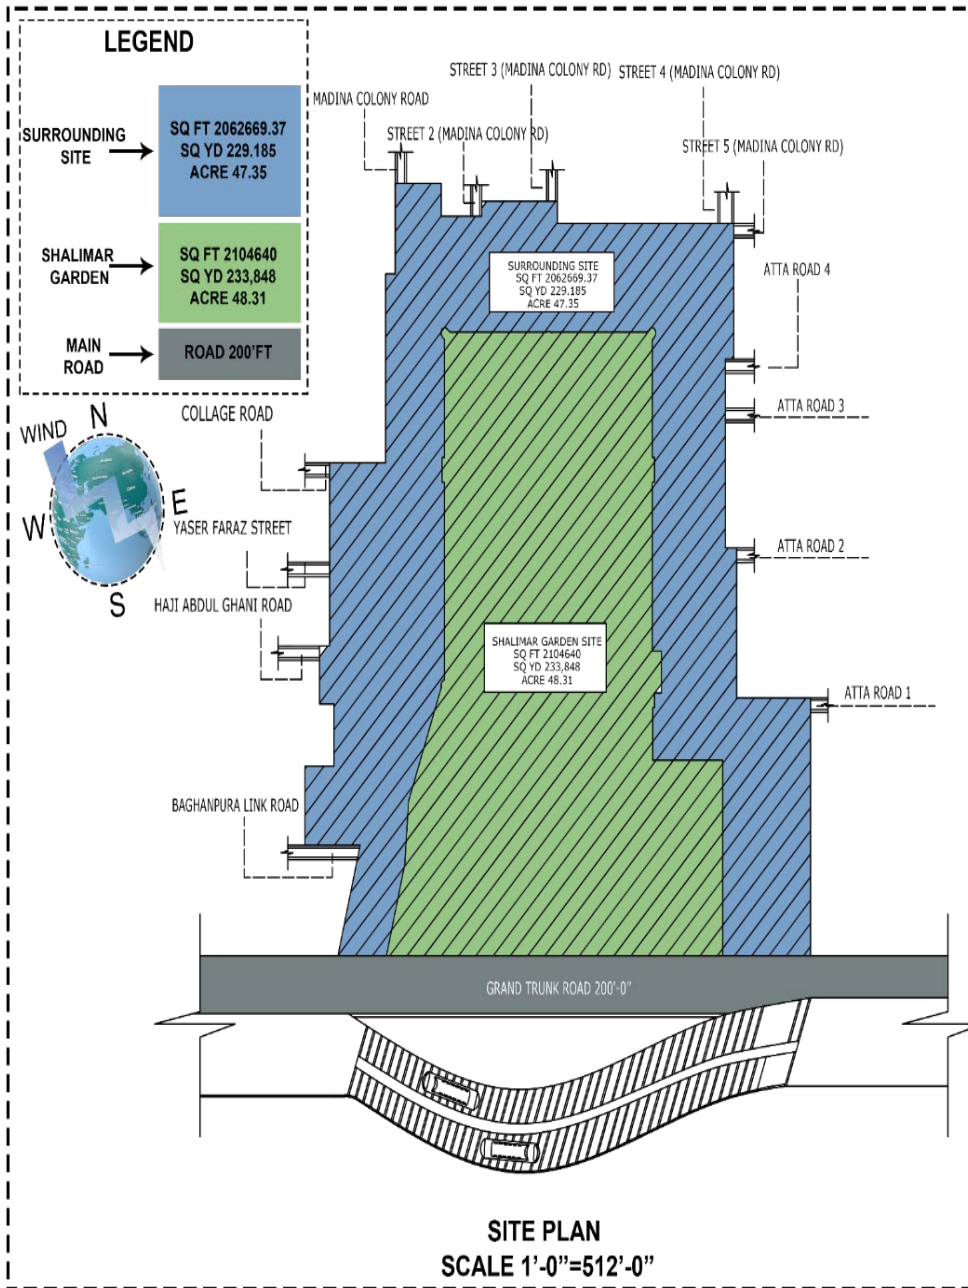 LEGEND
SURROUNDING
SITE
SQ FT 2062669.37
SQ YD 229.185
ACRE 47.35
SHALIMAR
GARDEN
SQ FT 2104640
SQ YD 233,848
ACRE 48.31
MAIN
ROAD
ROAD 200'FT
STREET 3 (MADINA COLONY RD)
STREET 4 (MADINA COLONY RD)
MADINA COLONY ROAD
STREET 2 (MADINA COLONY RD)
STREET 5 (MADINA COLONY RD)
SURROUNDING SITE
SQ FT 2062669.37
SQ YD 229.185
ACRE 47.35
ATTA ROAD 4
ATTA ROAD 3
COLLAGE ROAD
N
WIND
E
W
S
YASER FARAZ STREET
ATTA ROAD 2
HAJI ABDUL GHANI ROAD
SHALIMAR GARDEN SITE
SQ FT 2104640
SQ YD 233,848
ACRE 48.31
ATTA ROAD 1
BAGHANPURA LINK ROAD
GRAND TRUNK ROAD 200'-0"
SITE PLAN
SCALE 1'-0”=512'-0”